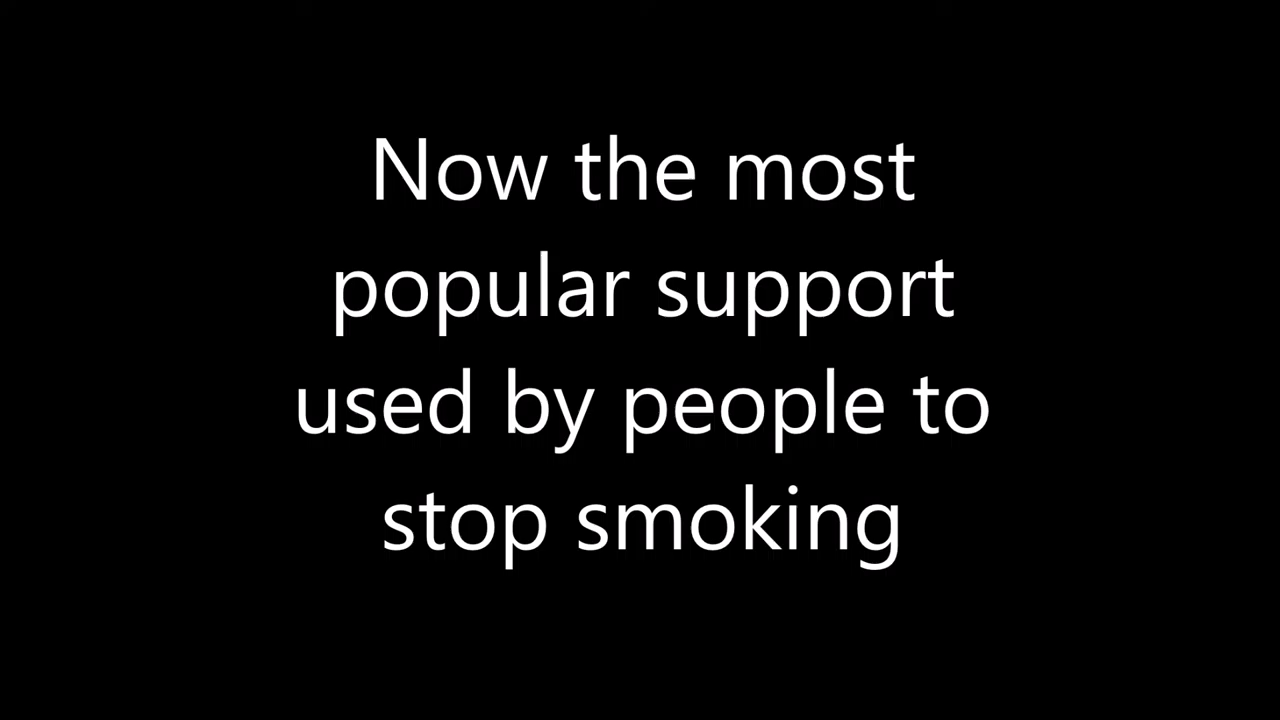 Now the most
popular support
used by people to
stop smoking